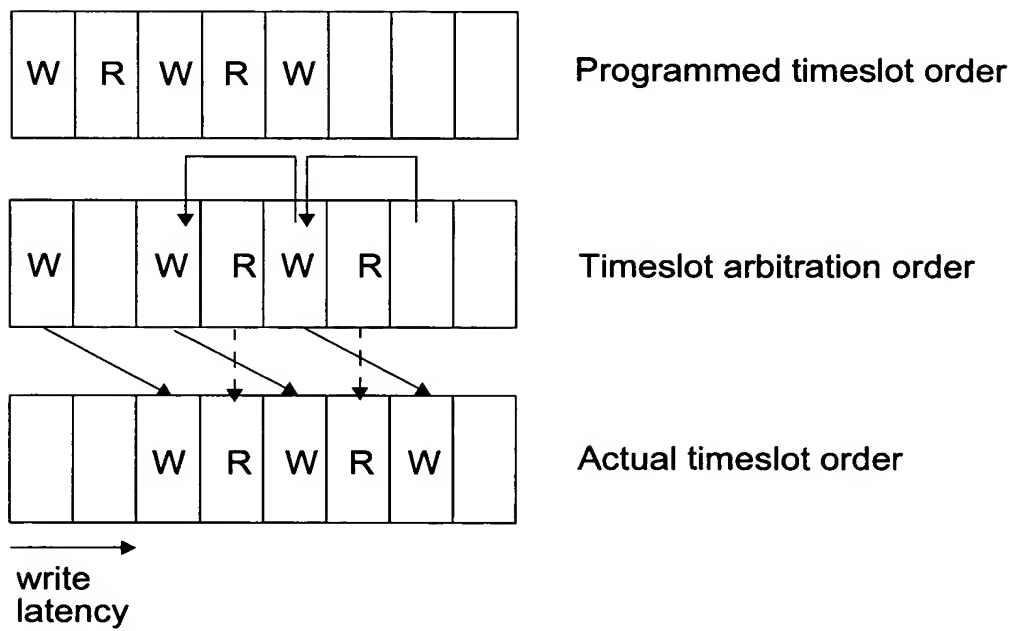 W R W R W Programmed timeslot order
W W R W R Timeslot arbitration order
W R W R W Actual timeslot order
write
latency